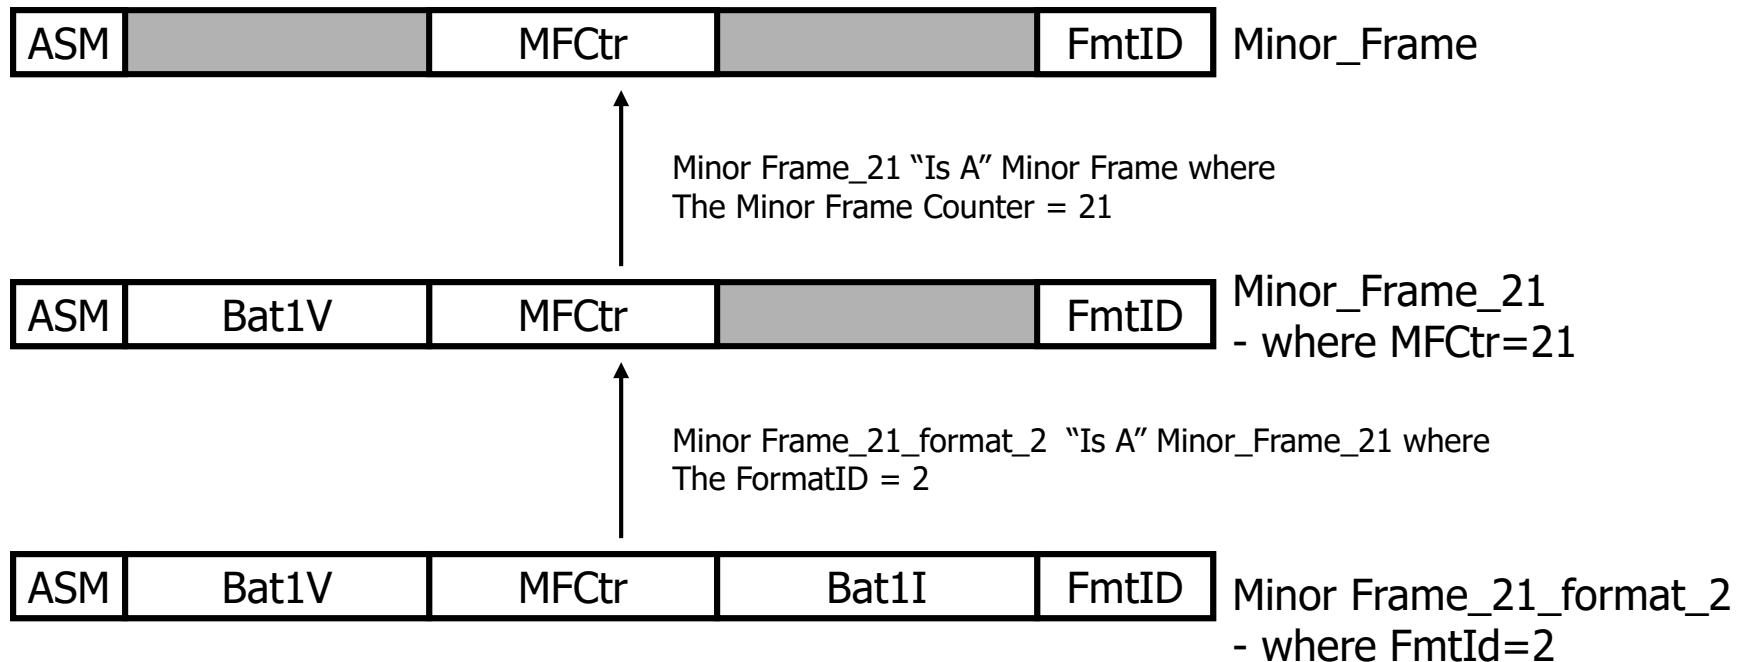 ASM MFCtr FmtID Minor_Frame
Minor Frame_21 “Is A” Minor Frame where
The Minor Frame Counter = 21
ASM Bat1V MFCtr FmtID Minor_Frame_21
- where MFCtr=21
Minor Frame_21_format_2 “Is A” Minor_Frame_21 where
The FormatID = 2
ASM Bat1V MFCtr Bat1I FmtID Minor Frame_21_format_2
- where FmtId=2